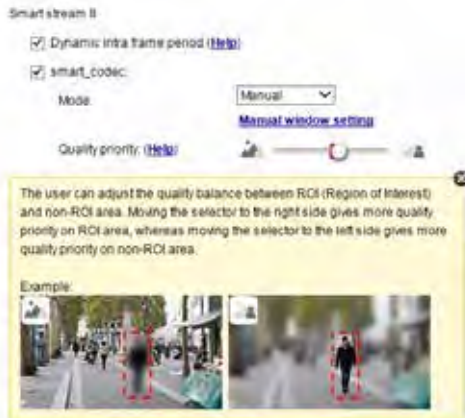 Smart stream II
Dynamic intra frame period (Help)
smart_codec:
Mode: Manual
Manual window setting
Quality priority: (Help)
The user can adjust the quality balance between ROI (Region of Interest)
and non-ROI area. Moving the selector to the right side gives more quality
priority on ROI area, whereas moving the selector to the left side gives more
quality priority on non-ROI area.
Example: